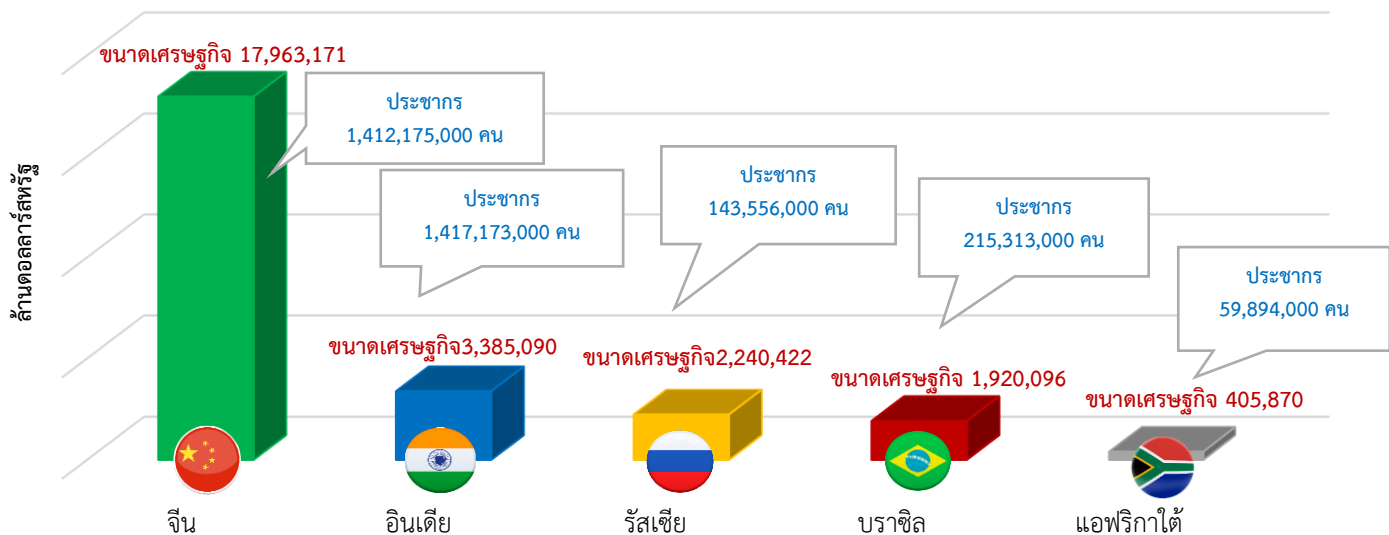 ขนาดเศรษฐกิจ 17,963,171
ประชากร
1,412,175,000 คน
ประชากร
1,417,173,000 คน
ประชากร
143,556,000 คน
ประชากร
215,313,000 คน
ประชากร
59,894,000 คน
ล้านดอลลาร์สหรัฐ
ขนาดเศรษฐกิจ3,385,090
ขนาดเศรษฐกิจ2,240,422
ขนาดเศรษฐกิจ 1,920,096
ขนาดเศรษฐกิจ 405,870
จีน
อินเดีย
รัสเซีย
บราซิล
แอฟริกาใต้